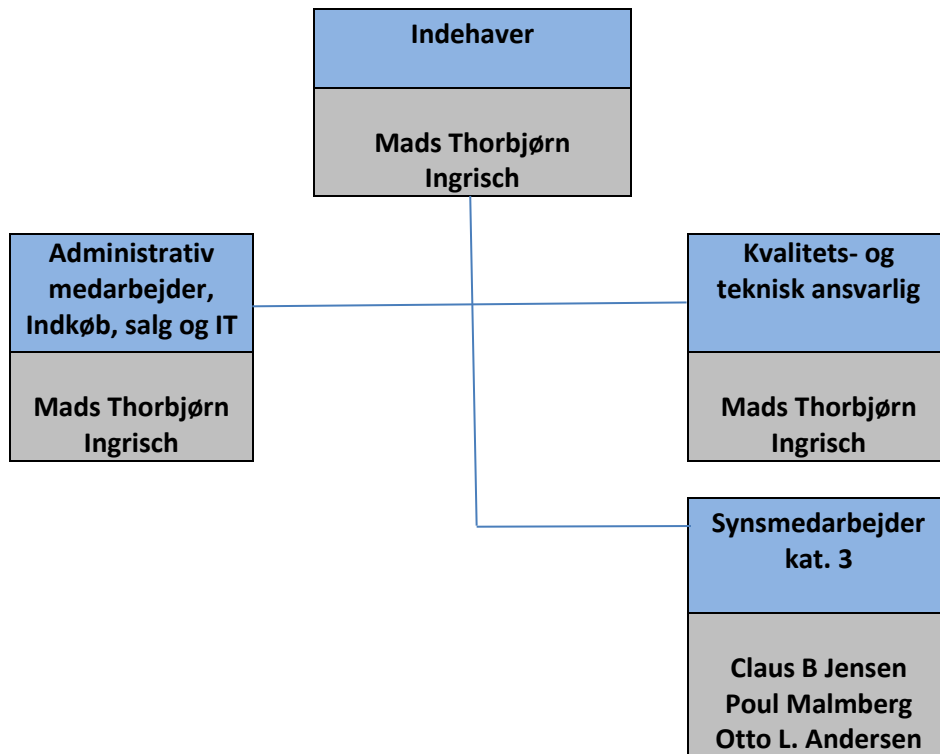 Indehaver
Mads Thorbjørn
Ingrisch
Administrativ
medarbejder,
Indkøb, salg og IT
Mads Thorbjørn
Ingrisch
Kvalitets- og
teknisk ansvarlig
Mads Thorbjørn
Ingrisch
Synsmedarbejder
kat. 3
Claus B Jensen
Poul Malmberg
Otto L. Andersen